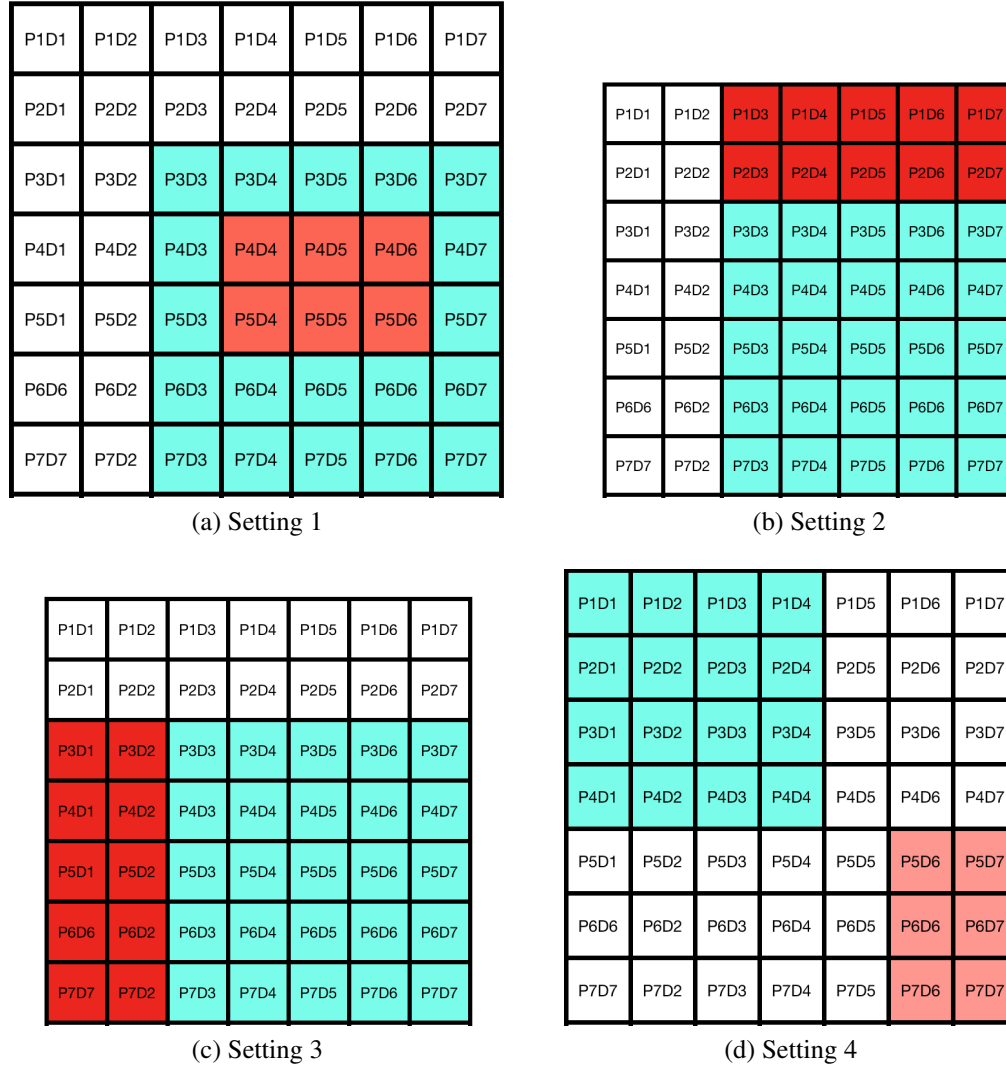 P1D1 P1D2 P1D3 P1D4 P1D5 P1D6 P1D7
P2D1 P2D2 P2D3 P2D4 P2D5 P2D6 P2D7
P3D1 P3D2 P3D3 P3D4 P3D5 P3D6 P3D7
P4D1 P4D2 P4D3 P4D4 P4D5 P4D6 P4D7
P5D1 P5D2 P5D3 P5D4 P5D5 P5D6 P5D7
P6D6 P6D2 P6D3 P6D4 P6D5 P6D6 P6D7
P7D7 P7D2 P7D3 P7D4 P7D5 P7D6 P7D7
(a) Setting 1
P1D1 P1D2 P1D3 P1D4 P1D5 P1D6 P1D7
P2D1 P2D2 P2D3 P2D4 P2D5 P2D6 P2D7
P3D1 P3D2 P3D3 P3D4 P3D5 P3D6 P3D7
P4D1 P4D2 P4D3 P4D4 P4D5 P4D6 P4D7
P5D1 P5D2 P5D3 P5D4 P5D5 P5D6 P5D7
P6D6 P6D2 P6D3 P6D4 P6D5 P6D6 P6D7
P7D7 P7D2 P7D3 P7D4 P7D5 P7D6 P7D7
(b) Setting 2
P1D1 P1D2 P1D3 P1D4 P1D5 P1D6 P1D7
P2D1 P2D2 P2D3 P2D4 P2D5 P2D6 P2D7
P3D1 P3D2 P3D3 P3D4 P3D5 P3D6 P3D7
P4D1 P4D2 P4D3 P4D4 P4D5 P4D6 P4D7
P5D1 P5D2 P5D3 P5D4 P5D5 P5D6 P5D7
P6D6 P6D2 P6D3 P6D4 P6D5 P6D6 P6D7
P7D7 P7D2 P7D3 P7D4 P7D5 P7D6 P7D7
(c) Setting 3
P1D1 P1D2 P1D3 P1D4 P1D5 P1D6 P1D7
P2D1 P2D2 P2D3 P2D4 P2D5 P2D6 P2D7
P3D1 P3D2 P3D3 P3D4 P3D5 P3D6 P3D7
P4D1 P4D2 P4D3 P4D4 P4D5 P4D6 P4D7
P5D1 P5D2 P5D3 P5D4 P5D5 P5D6 P5D7
P6D6 P6D2 P6D3 P6D4 P6D5 P6D6 P6D7
P7D7 P7D2 P7D3 P7D4 P7D5 P7D6 P7D7
(d) Setting 4